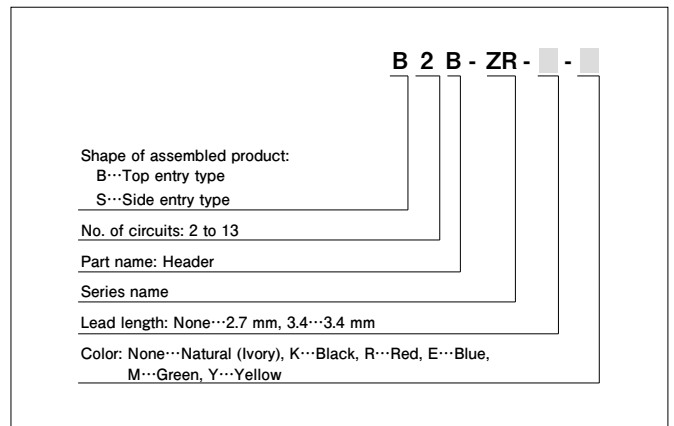 B 2 B - ZR - -
Shape of assembled product:
B···Top entry type
S···Side entry type
No. of circuits: 2 to 13
Part name: Header
Series name
Lead length: None···2.7 mm, 3.4···3.4 mm
Color: None···Natural (Ivory), K···Black, R···Red, E···Blue,
M···Green, Y···Yellow